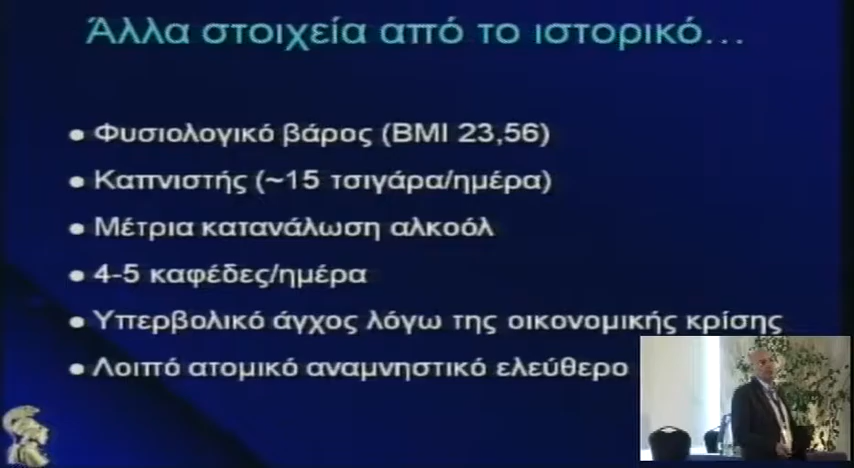 Άλλα στοιχεία από το ιστορικό…
● Φυσιολογικό βάρος (BMI 23,56)
● Καπνιστής (~15 τσιγάρα/ημέρα)
● Μέτρια κατανάλωση αλκοόλ
● 4-5 καφέδες/ημέρα
● Υπερβολικό άγχος λόγω της οικονομικής κρίσης
● Λοιπό ατομικό αναμνηστικό ελεύθερο